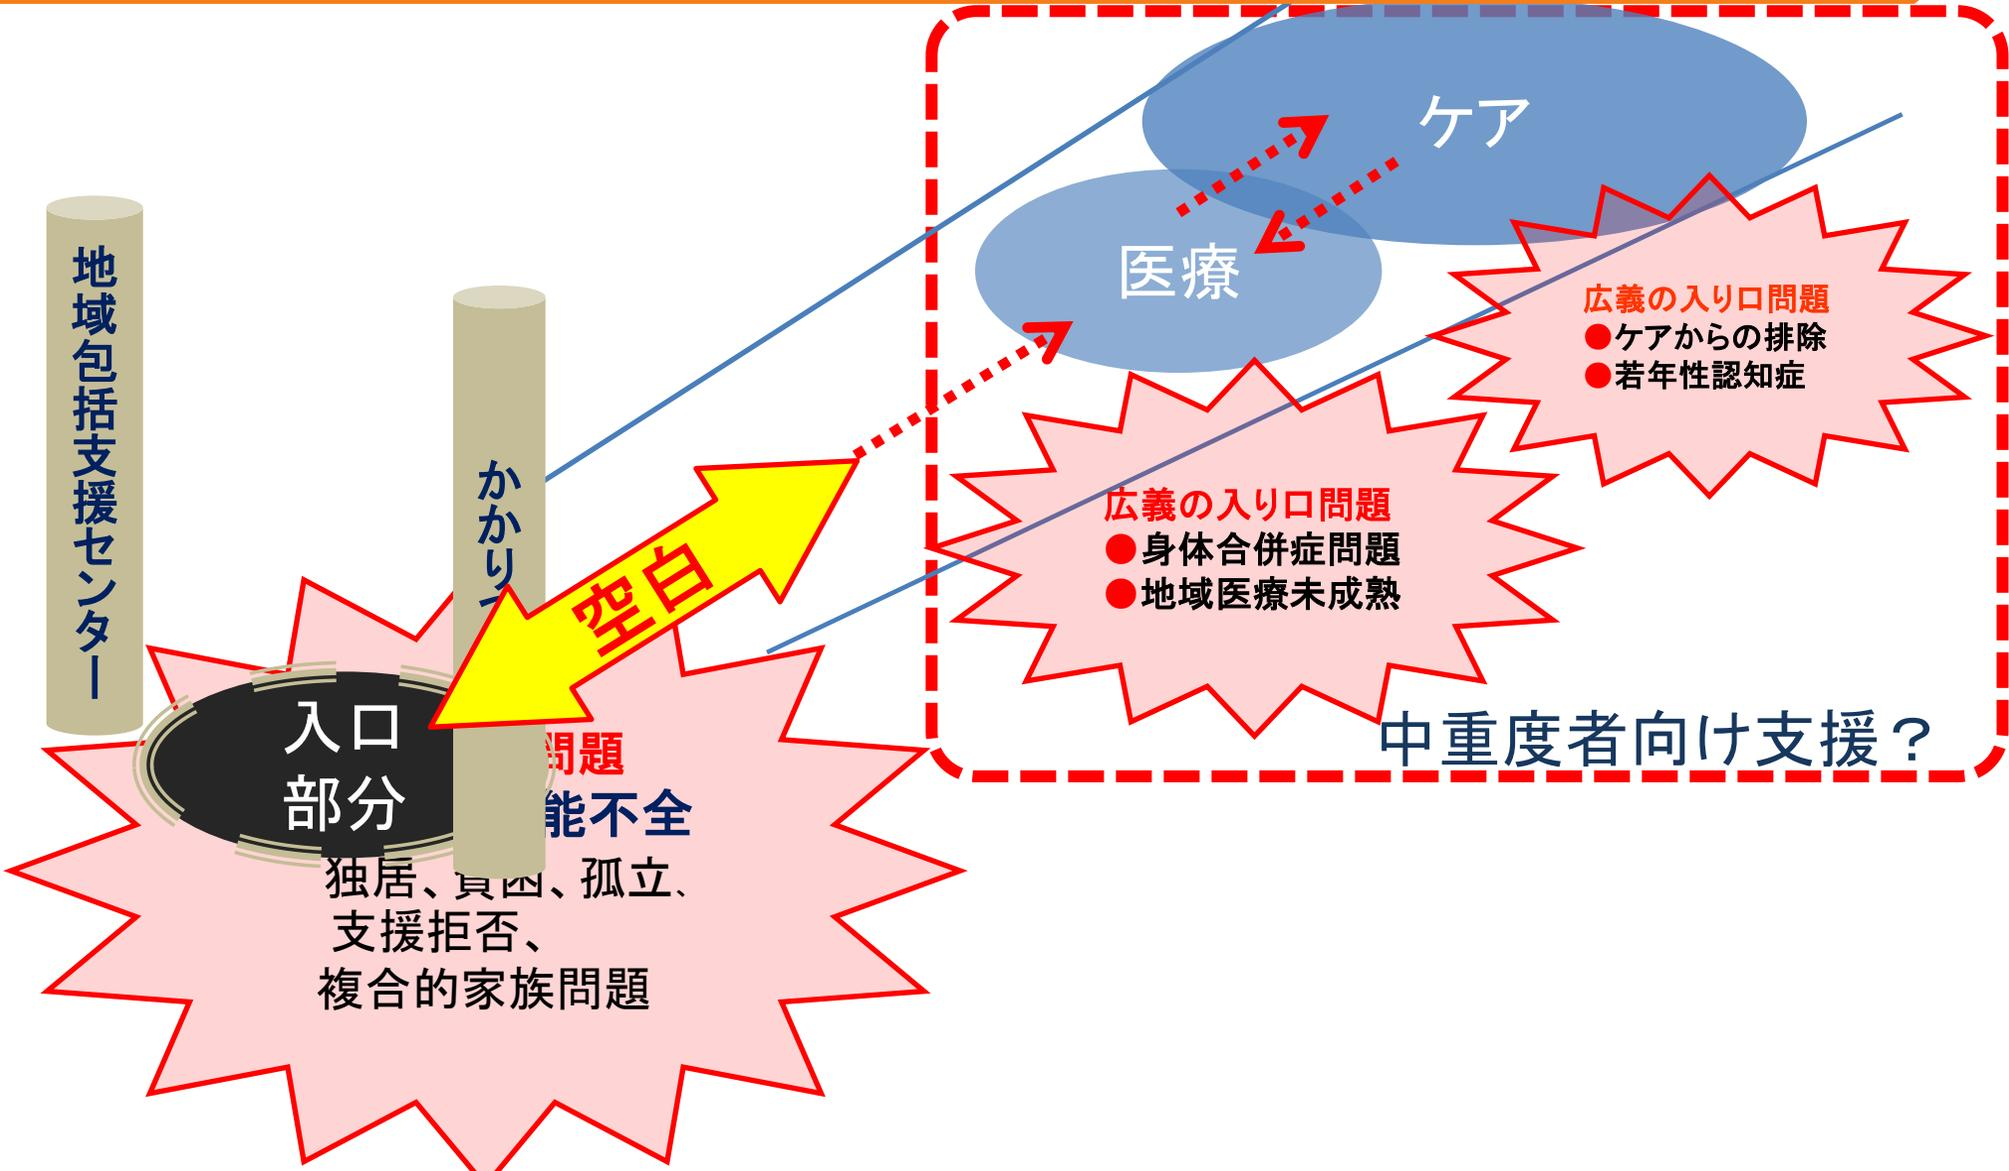 ケア
医療
地域包括支援センター
かかりつ
広義の入り口問題
●ケアからの排除
●若年性認知症
広義の入り口問題
●身体合併症問題
●地域医療未成熟
空白
入口
部分
問題
能不全
独居、貧困、孤立、
支援拒否、
複合的家族問題
中重度者向け支援？